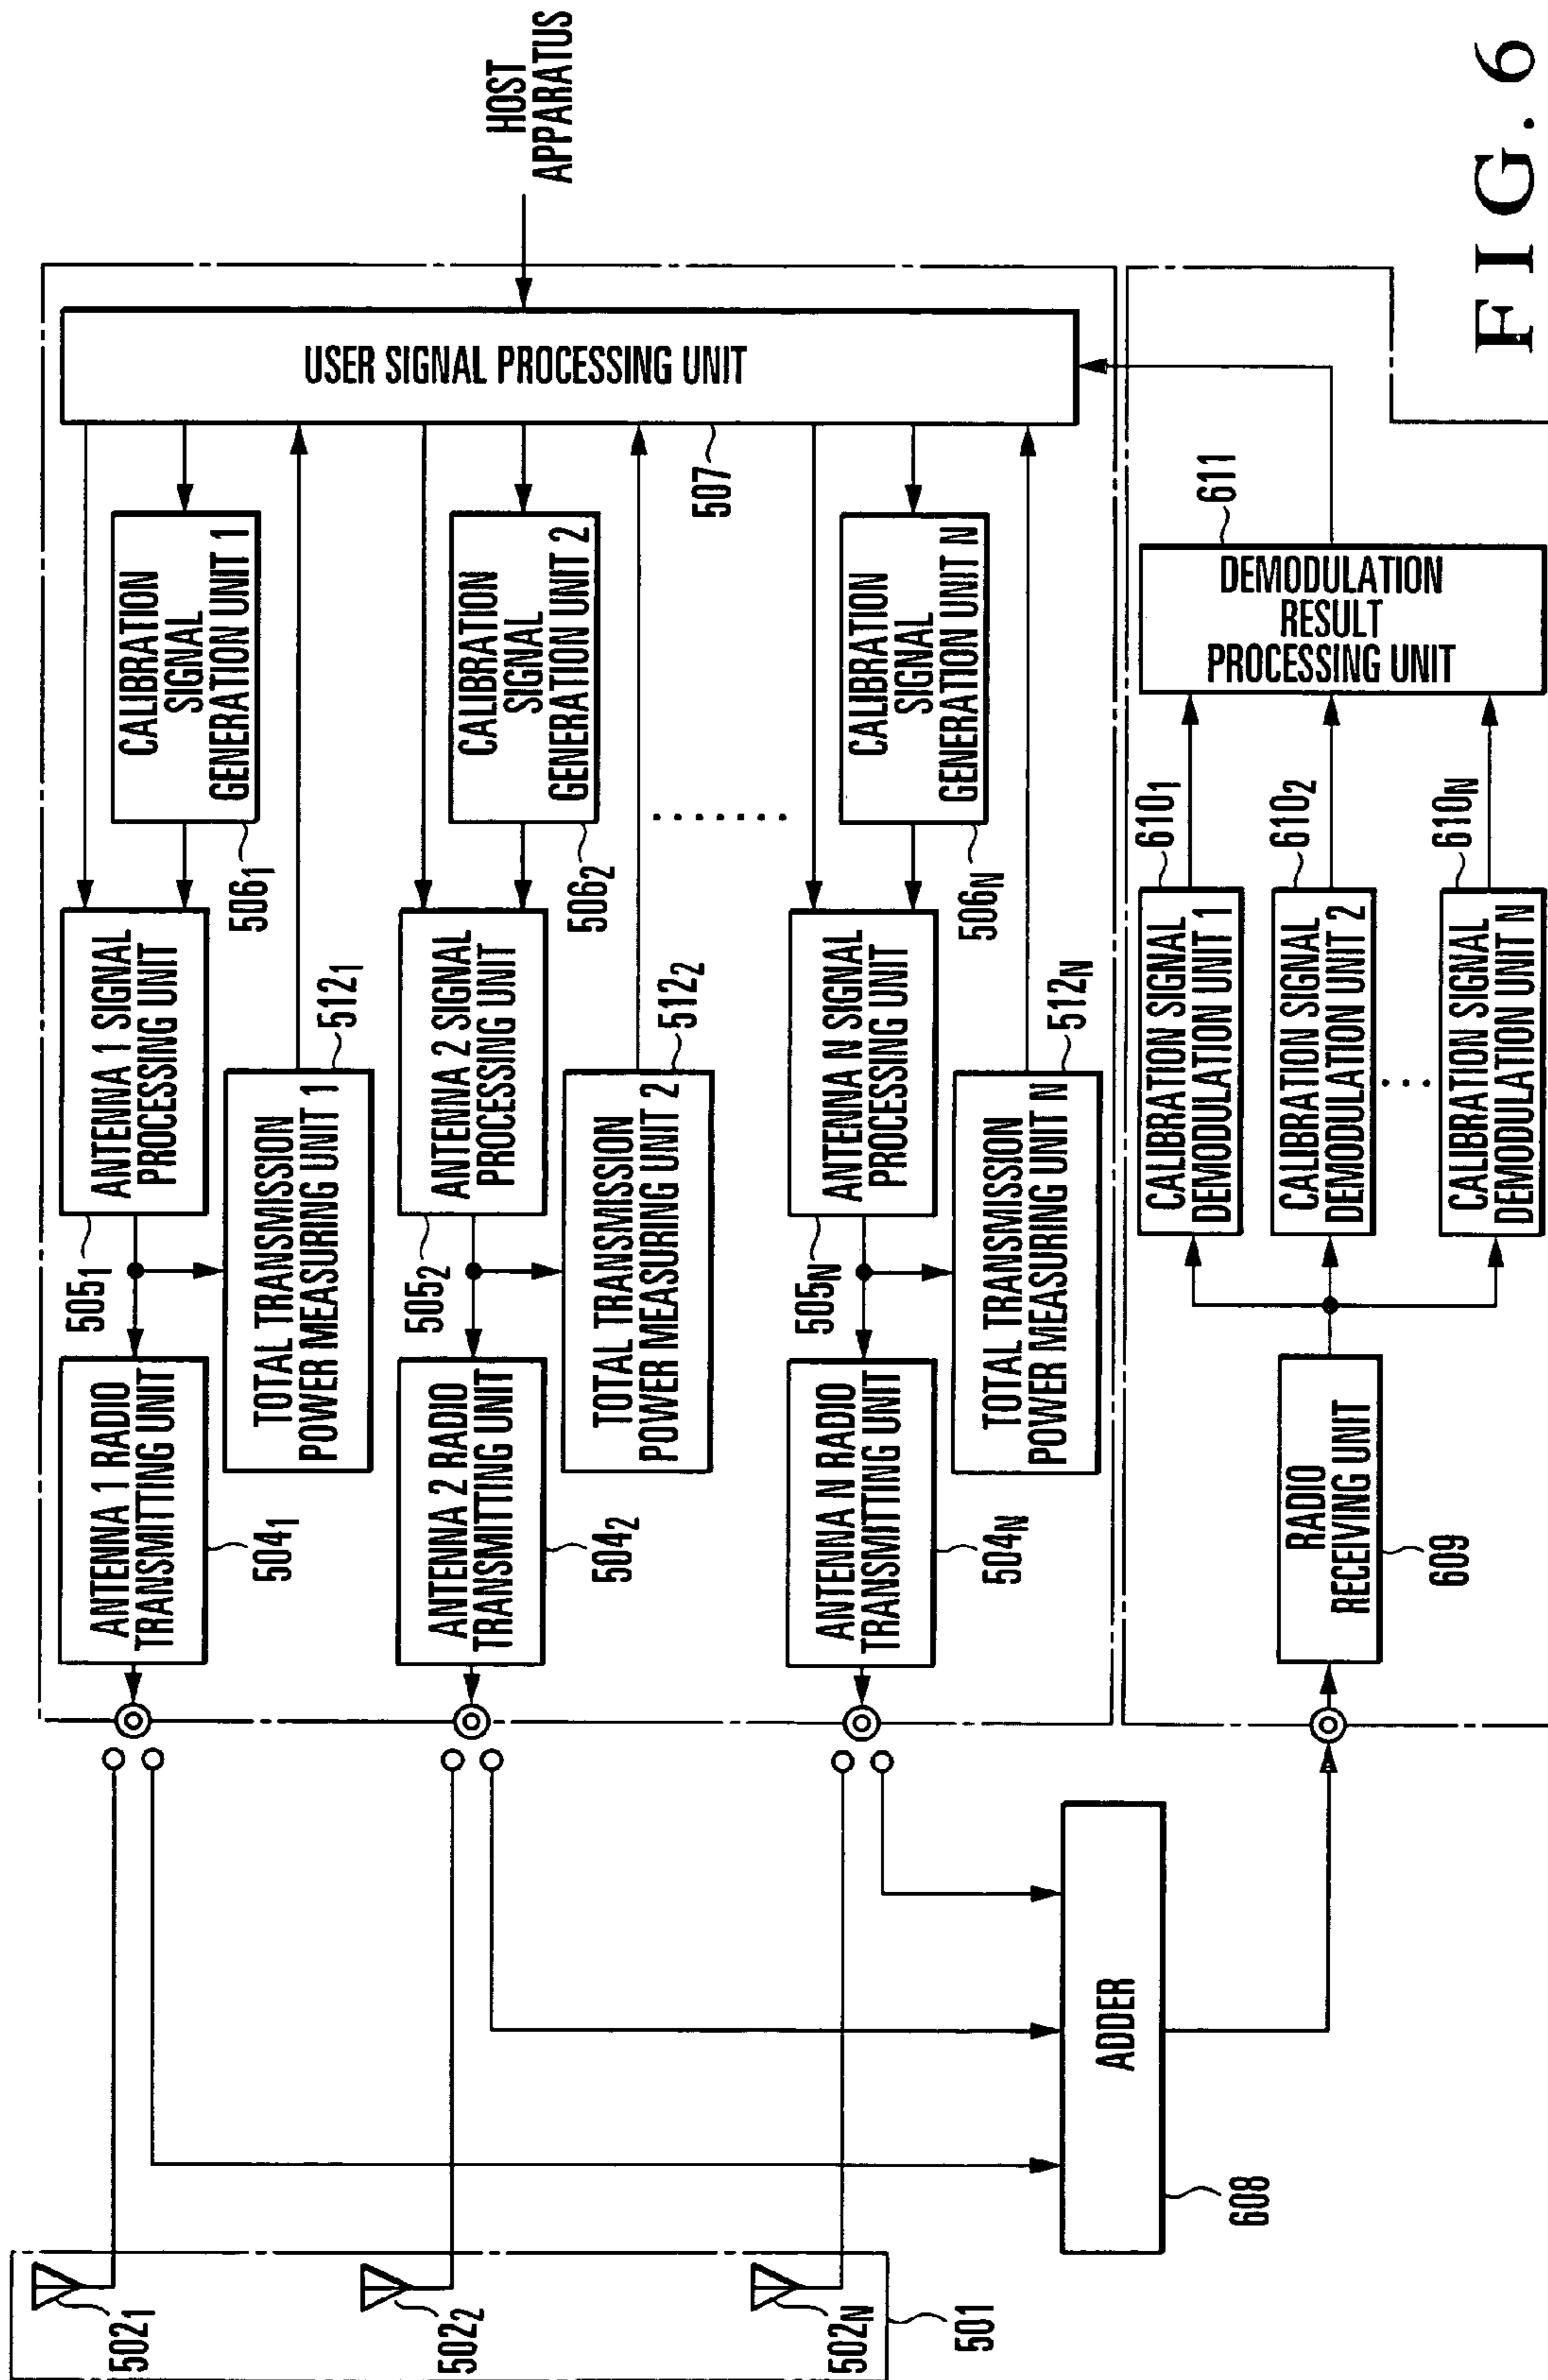 HOST
APPARATUS
USER SIGNAL PROCESSING UNIT
507
CALIBRATION
SIGNAL
GENERATION UNIT 1
506₁
CALIBRATION
SIGNAL
GENERATION UNIT 2
506₂
.......
CALIBRATION
SIGNAL
GENERATION UNIT N
506N
ANTENNA 1 SIGNAL
PROCESSING UNIT
505₁
ANTENNA 2 SIGNAL
PROCESSING UNIT
505₂
ANTENNA N SIGNAL
PROCESSING UNIT
505N
TOTAL TRANSMISSION
POWER MEASURING UNIT 1
512₁
TOTAL TRANSMISSION
POWER MEASURING UNIT 2
512₂
TOTAL TRANSMISSION
POWER MEASURING UNIT N
512N
ANTENNA 1 RADIO
TRANSMITTING UNIT
504₁
ANTENNA 2 RADIO
TRANSMITTING UNIT
504₂
ANTENNA N RADIO
TRANSMITTING UNIT
504N
DEMODULATION
RESULT
PROCESSING UNIT
611
CALIBRATION SIGNAL
DEMODULATION UNIT 1
610₁
CALIBRATION SIGNAL
DEMODULATION UNIT 2
610₂
....
CALIBRATION SIGNAL
DEMODULATION UNIT N
610N
RADIO
RECEIVING UNIT
609
ADDER
608
502₁
502₂
502N
501
FIG. 6